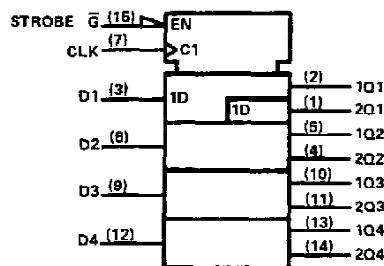 STROBE G̅ (15) EN
CLK (7) C1
D1 (3) 1D (2) 1Q1
1D (1) 2Q1
D2 (6) (5) 1Q2
(4) 2Q2
D3 (9) (10) 1Q3
(11) 2Q3
D4 (12) (13) 1Q4
(14) 2Q4